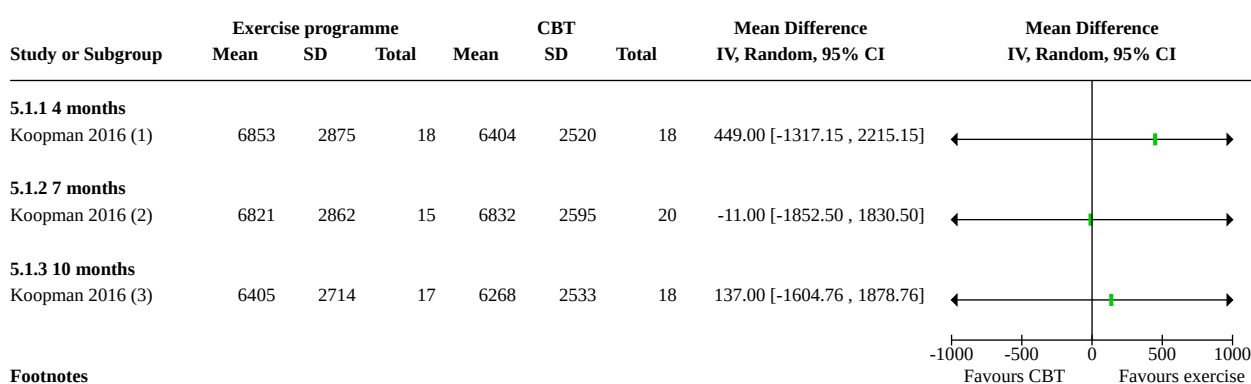 Exercise programme CBT Mean Difference Mean Difference
Study or Subgroup Mean SD Total Mean SD Total IV, Random, 95% CI IV, Random, 95% CI
5.1.1 4 months
Koopman 2016 (1) 6853 2875 18 6404 2520 18 449.00 [-1317.15 , 2215.15]
5.1.2 7 months
Koopman 2016 (2) 6821 2862 15 6832 2595 20 -11.00 [-1852.50 , 1830.50]
5.1.3 10 months
Koopman 2016 (3) 6405 2714 17 6268 2533 18 137.00 [-1604.76 , 1878.76]
-1000 -500 0 500 1000
Footnotes Favours CBT Favours exercise